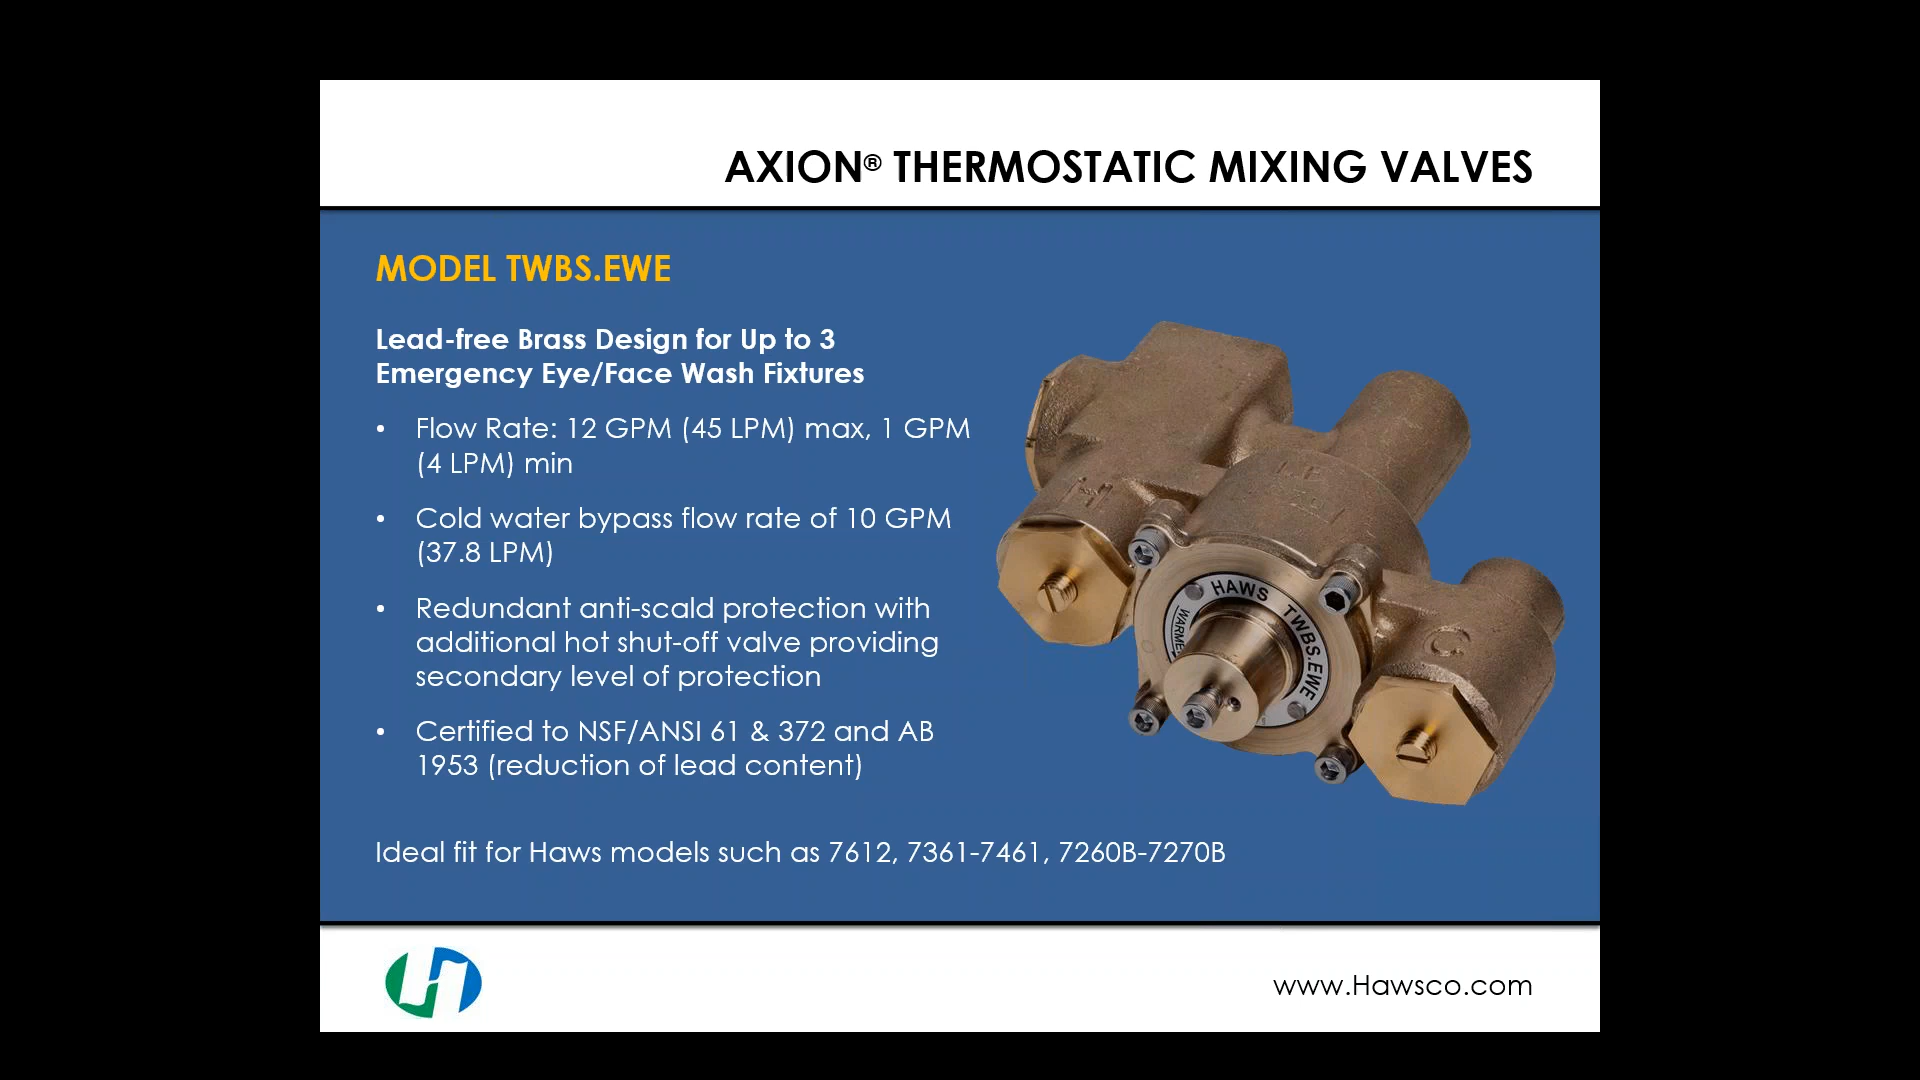 AXION® THERMOSTATIC MIXING VALVES
MODEL TWBS.EWE
Lead-free Brass Design for Up to 3
Emergency Eye/Face Wash Fixtures
• Flow Rate: 12 GPM (45 LPM) max, 1 GPM
(4 LPM) min
• Cold water bypass flow rate of 10 GPM
(37.8 LPM)
• Redundant anti-scald protection with
additional hot shut-off valve providing
secondary level of protection
• Certified to NSF/ANSI 61 & 372 and AB
1953 (reduction of lead content)
H
C
HAWS TWBS.EWE
Ideal fit for Haws models such as 7612, 7361-7461, 7260B-7270B
www.Hawsco.com